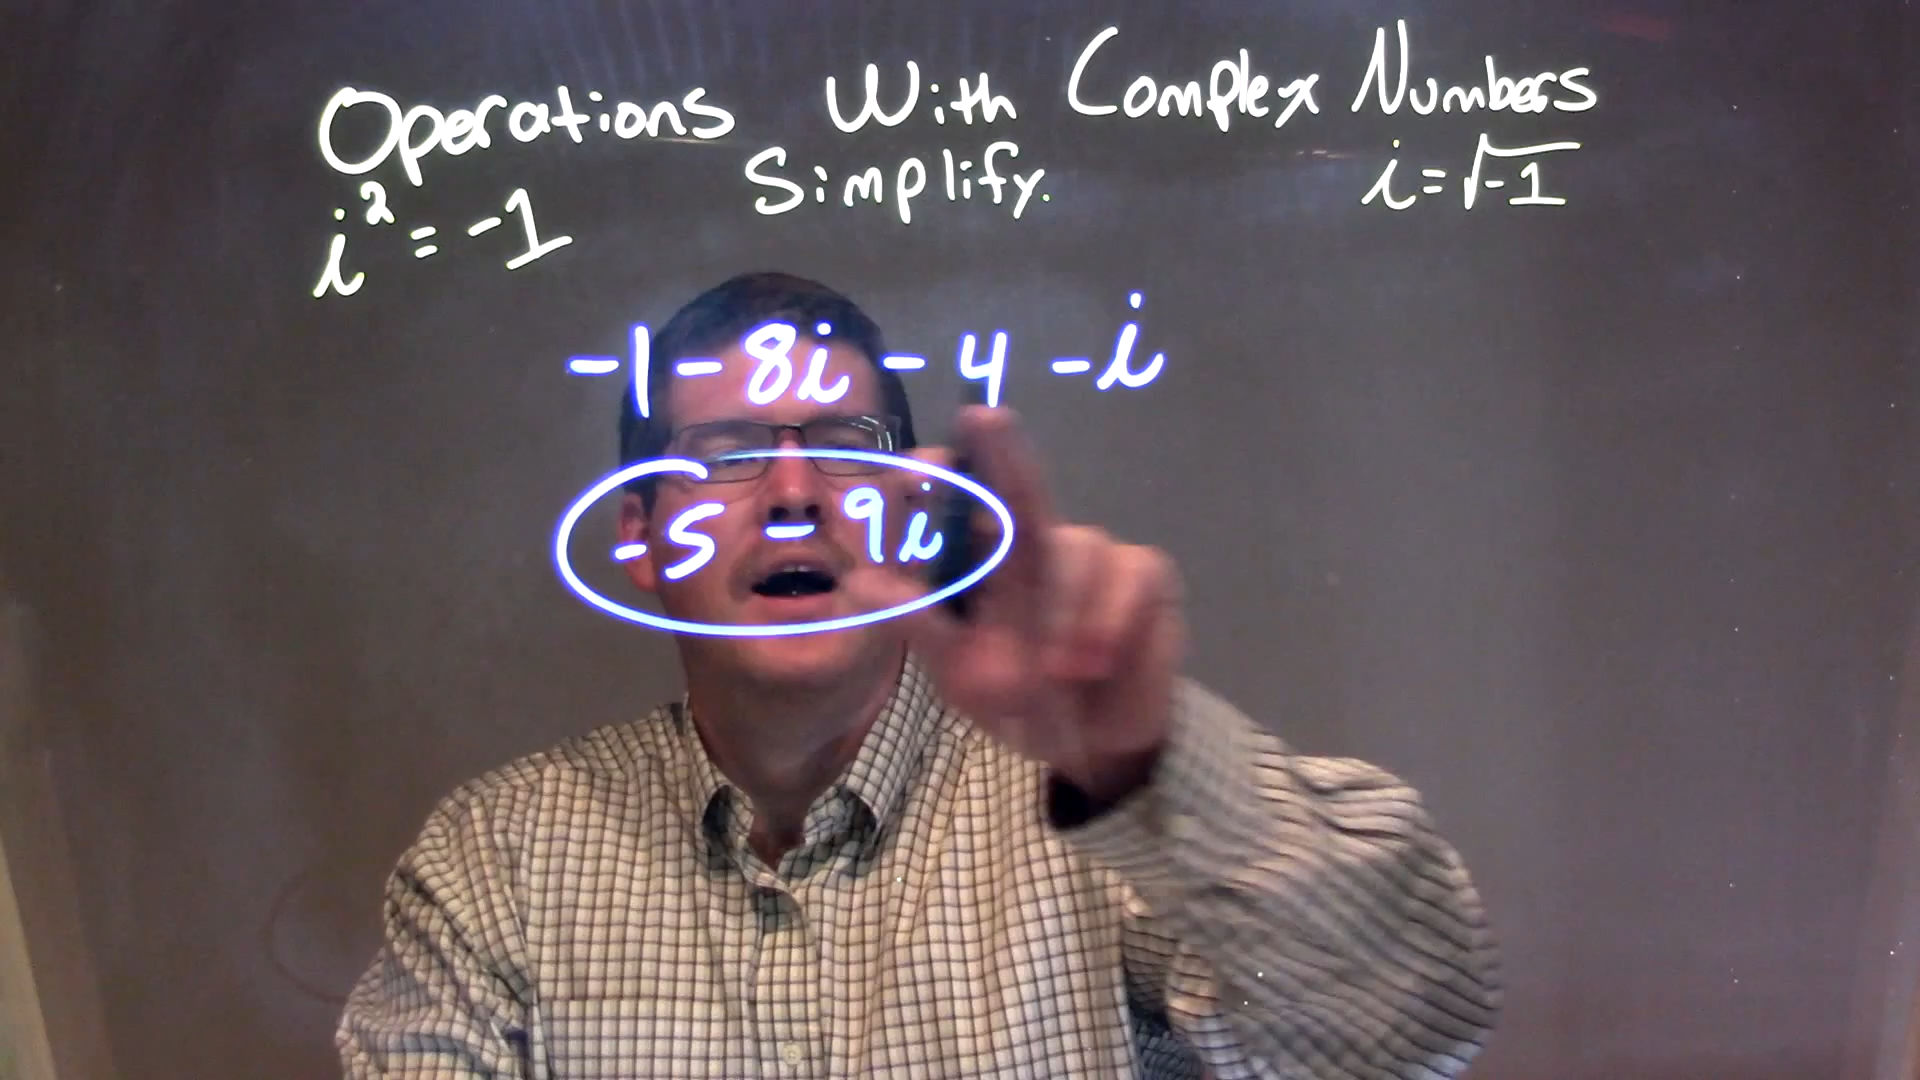 Operations With Complex Numbers
Simplify.
i² = -1
i = √-1
-1 - 8i - 4 - i
-5 - 9i